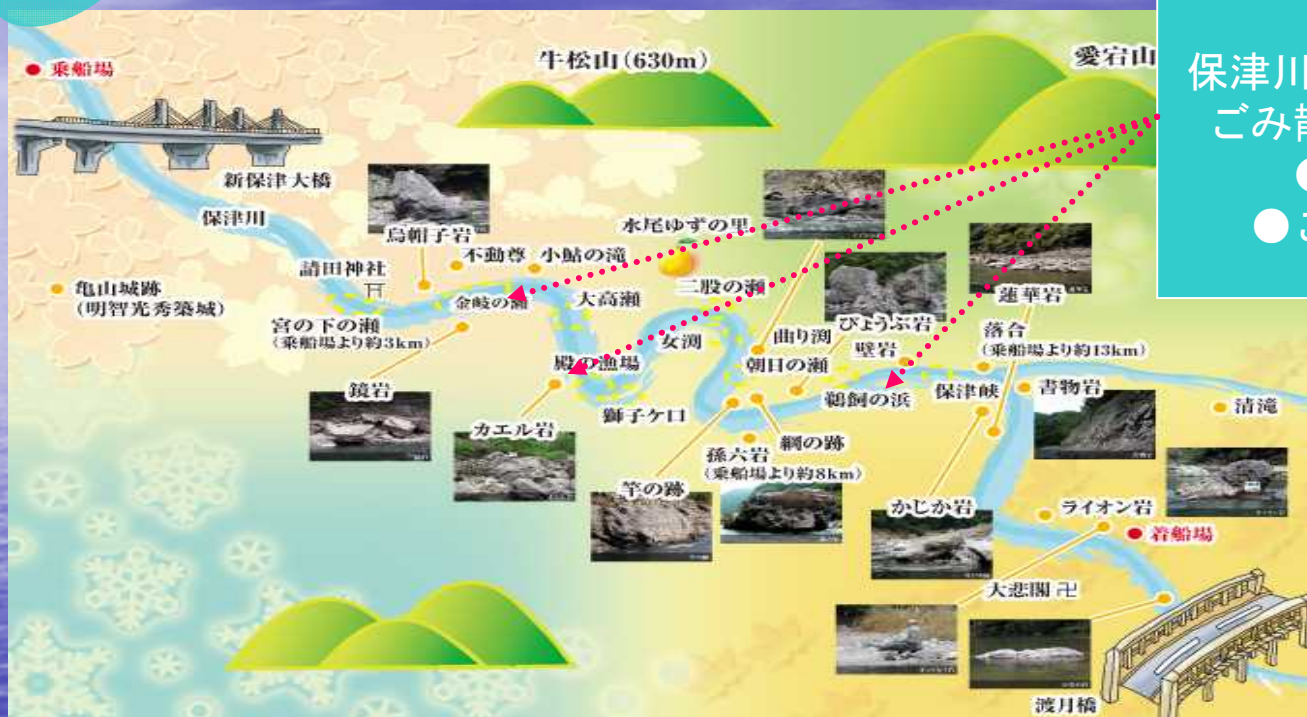 乗船場
牛松山(630m)
愛宕山
保津川
ごみ散
●
●こ
新保津大橋
保津川
烏帽子岩
水尾ゆずの里
不動尊
小鮎の滝
請田神社
亀山城跡
(明智光秀築城)
金岐の瀬
大高瀬
二股の瀬
蓮華岩
宮の下の瀬
(乗船場より約3km)
女渕
曲り渕
びょうぶ岩
落合
(乗船場より約13km)
壁岩
殿の漁場
朝日の瀬
鏡岩
獅子ケ口
鵜飼の浜
保津峡
書物岩
清滝
カエル岩
綱の跡
孫六岩
(乗船場より約8km)
竿の跡
かじか岩
ライオン岩
着船場
大悲閣卍
渡月橋